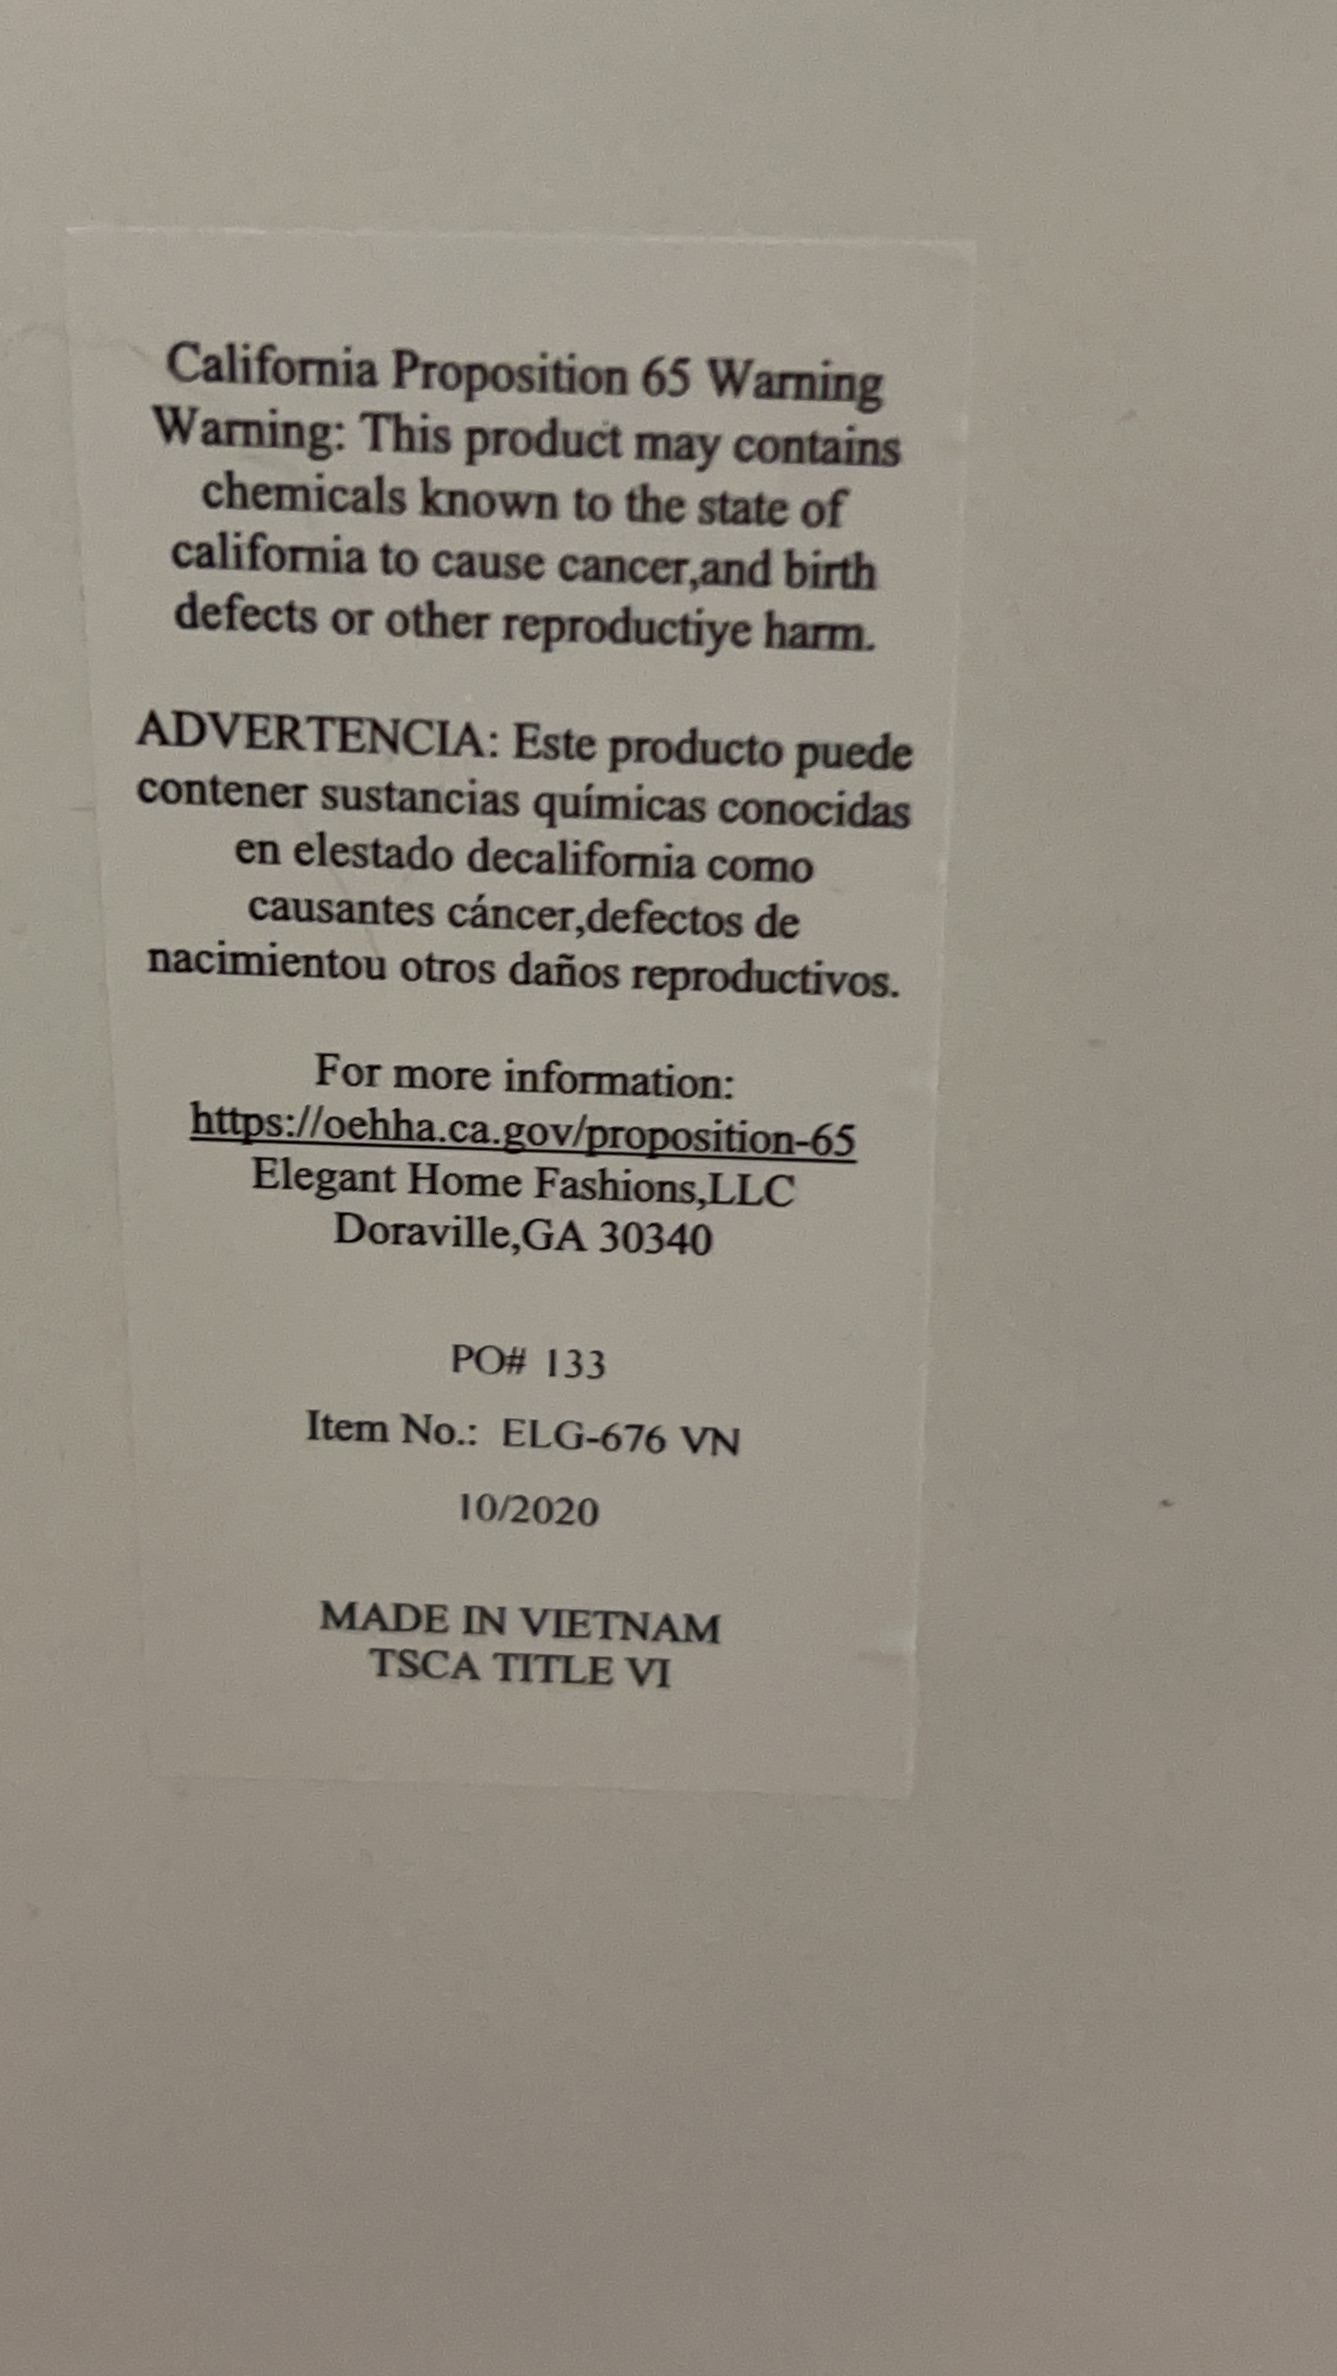 California Proposition 65 Warning
Warning: This product may contains
chemicals known to the state of
california to cause cancer,and birth
defects or other reproductiye harm.
ADVERTENCIA: Este producto puede
contener sustancias químicas conocidas
en elestado decalifornia como
causantes cáncer,defectos de
nacimientou otros daños reproductivos.
For more information:
https://oehha.ca.gov/proposition-65
Elegant Home Fashions,LLC
Doraville,GA 30340
PO# 133
Item No.: ELG-676 VN
10/2020
MADE IN VIETNAM
TSCA TITLE VI